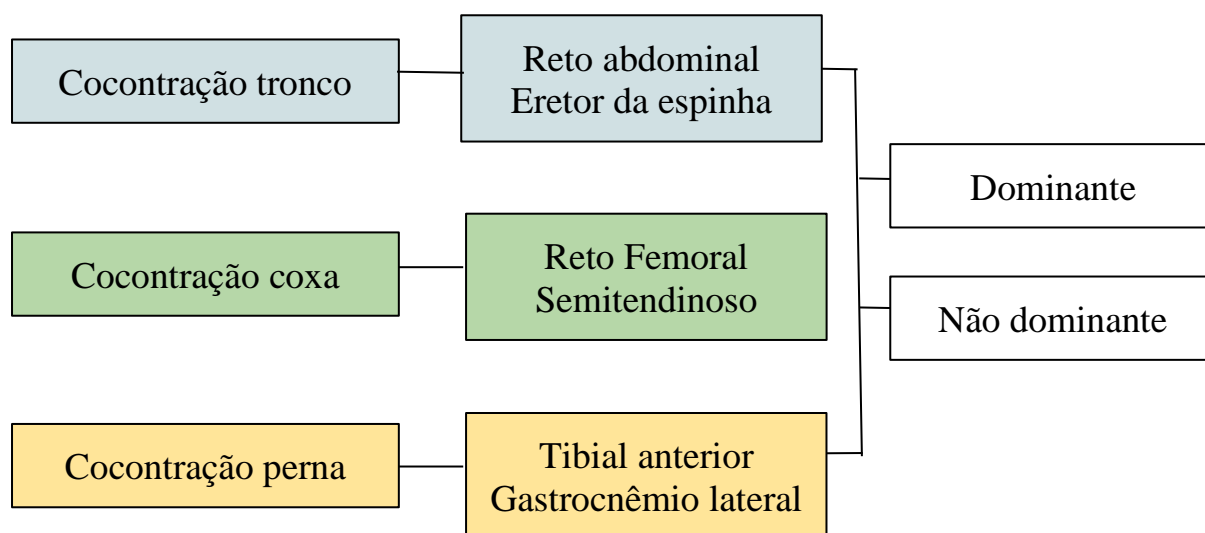 Cocontração tronco
Reto abdominal
Eretor da espinha
Dominante
Cocontração coxa
Reto Femoral
Semitendinoso
Não dominante
Cocontração perna
Tibial anterior
Gastrocnêmio lateral